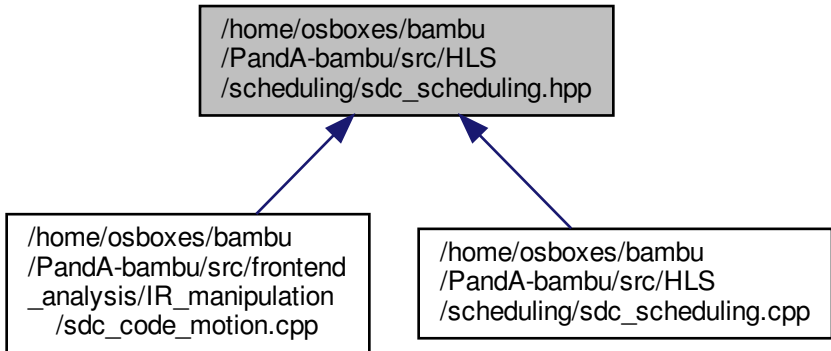 /home/osboxes/bambu
/PandA-bambu/src/HLS
/scheduling/sdc_scheduling.hpp
/home/osboxes/bambu
/PandA-bambu/src/frontend
_analysis/IR_manipulation
/sdc_code_motion.cpp
/home/osboxes/bambu
/PandA-bambu/src/HLS
/scheduling/sdc_scheduling.cpp